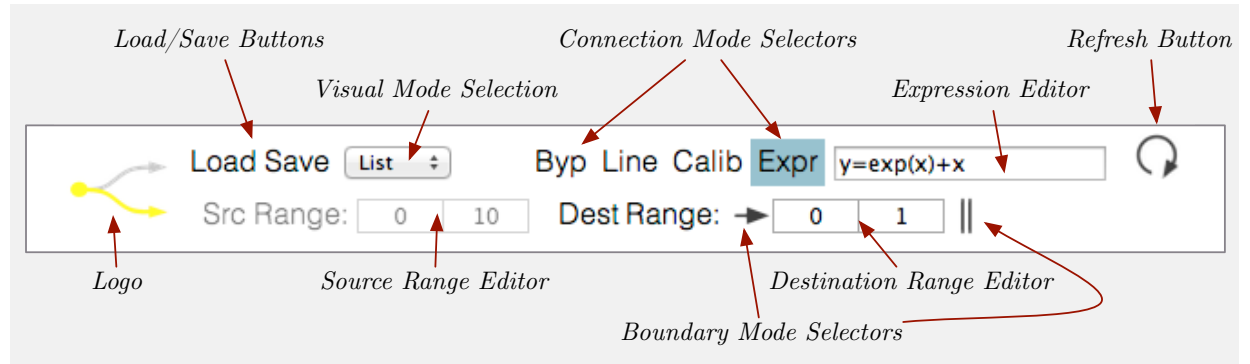 Load/Save Buttons Connection Mode Selectors Refresh Button
Visual Mode Selection Expression Editor
Load Save List Byp Line Calib Expr y=exp(x)+x
Src Range: 0 10 Dest Range: 0 1
Logo Source Range Editor Destination Range Editor
Boundary Mode Selectors